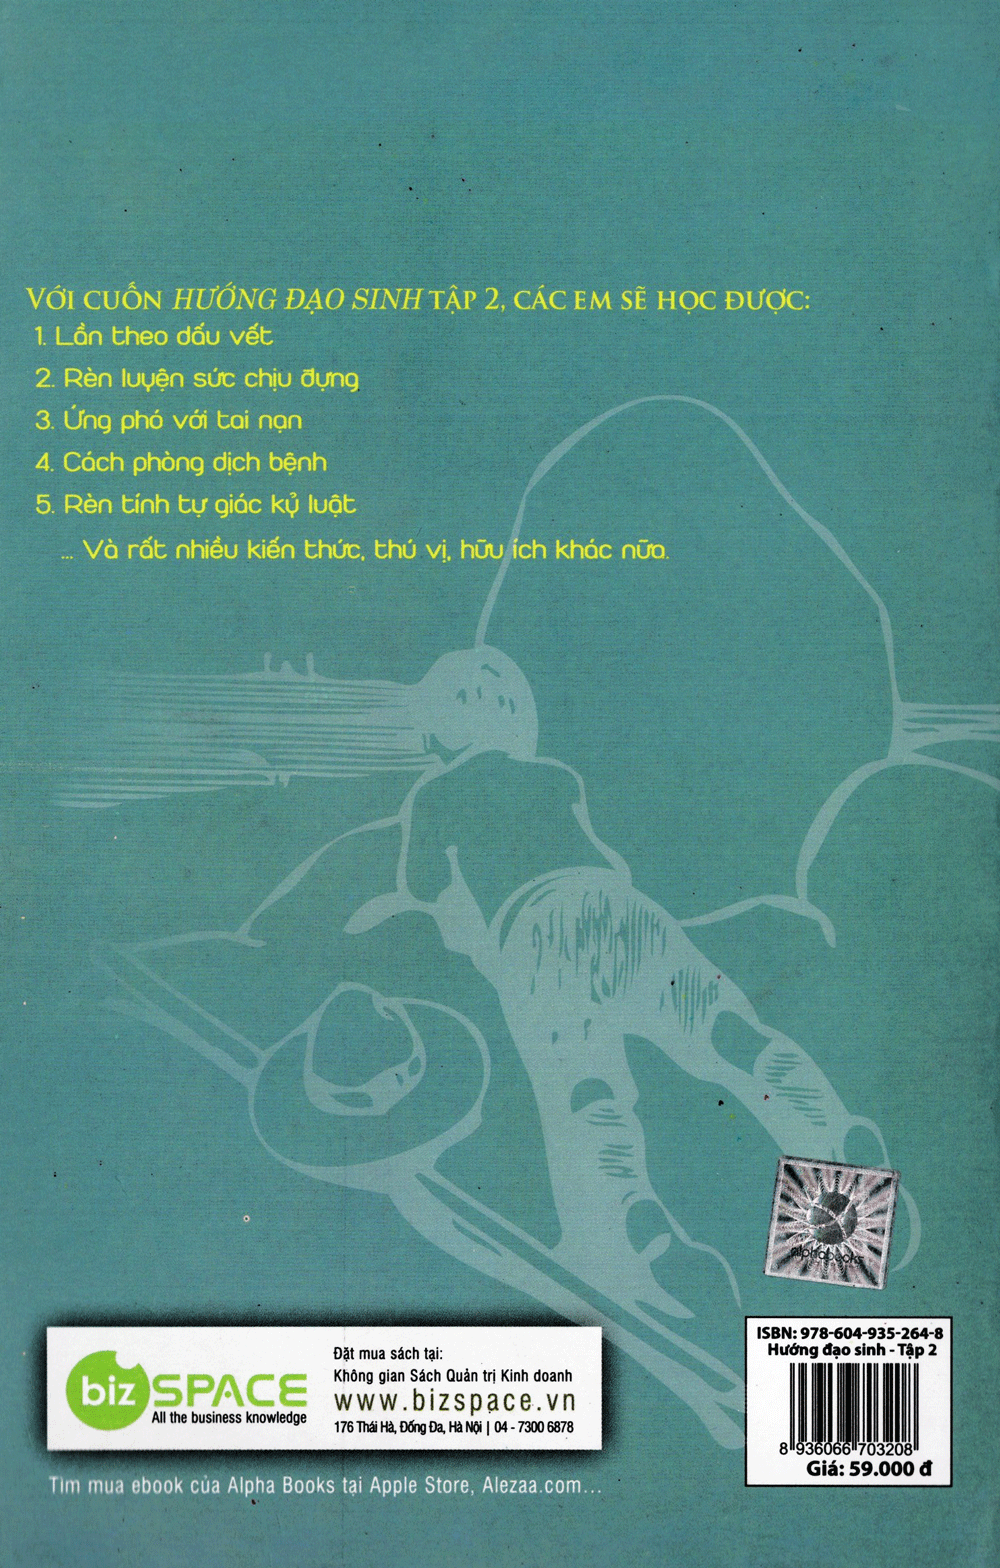 VỚI CUỐN HƯỚNG ĐẠO SINH TẬP 2, CÁC EM SẼ HỌC ĐƯỢC:
1. Lần theo dấu vết
2. Rèn luyện sức chịu đựng
3. Ứng phó với tai nạn
4. Cách phòng dịch bệnh
5. Rèn tính tự giác kỷ luật
... Và rất nhiều kiến thức, thú vị, hữu ích khác nữa.
alphabooks
biz SPACE
All the business knowledge
Đặt mua sách tại:
Không gian Sách Quản trị Kinh doanh
www.bizspace.vn
176 Thái Hà, Đống Đa, Hà Nội | 04 - 7300 6878
Tìm mua ebook của Alpha Books tại Apple Store, Alezaa.com...
ISBN: 978-604-935-264-8
Hướng đạo sinh - Tập 2
8 936066 703208
Giá: 59.000 đ